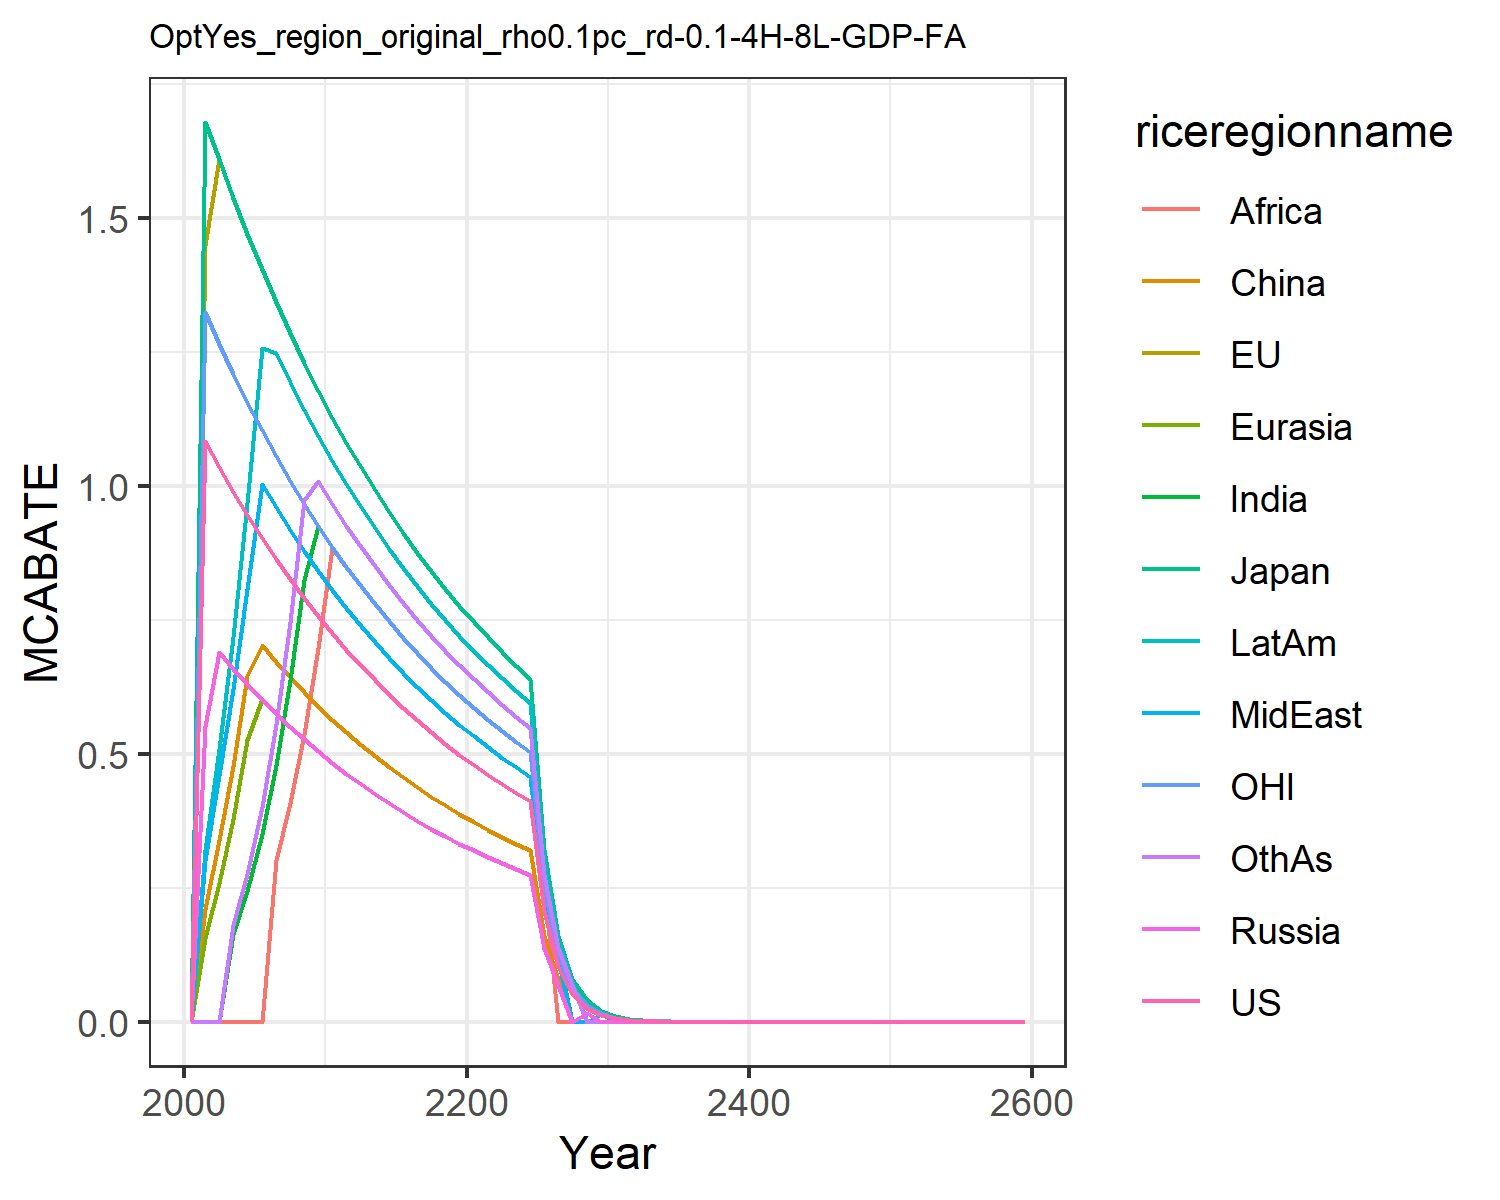 OptYes_region_original_rho0.1pc_rd-0.1-4H-8L-GDP-FA
riceregionname
Africa
China
EU
Eurasia
India
Japan
LatAm
MidEast
OHI
OthAs
Russia
US
MCABATE
1.5
1.0
0.5
0.0
2000 2200 2400 2600
Year